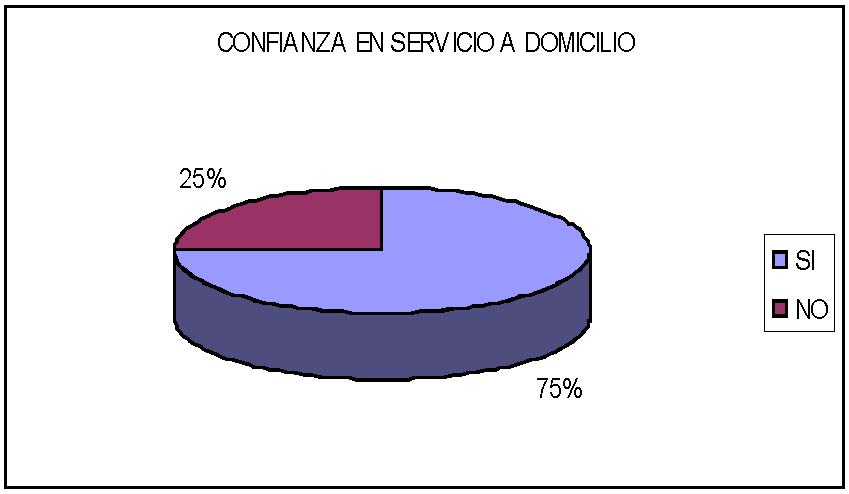 CONFIANZA EN SERVICIO A DOMICILIO
25%
SI
NO
75%